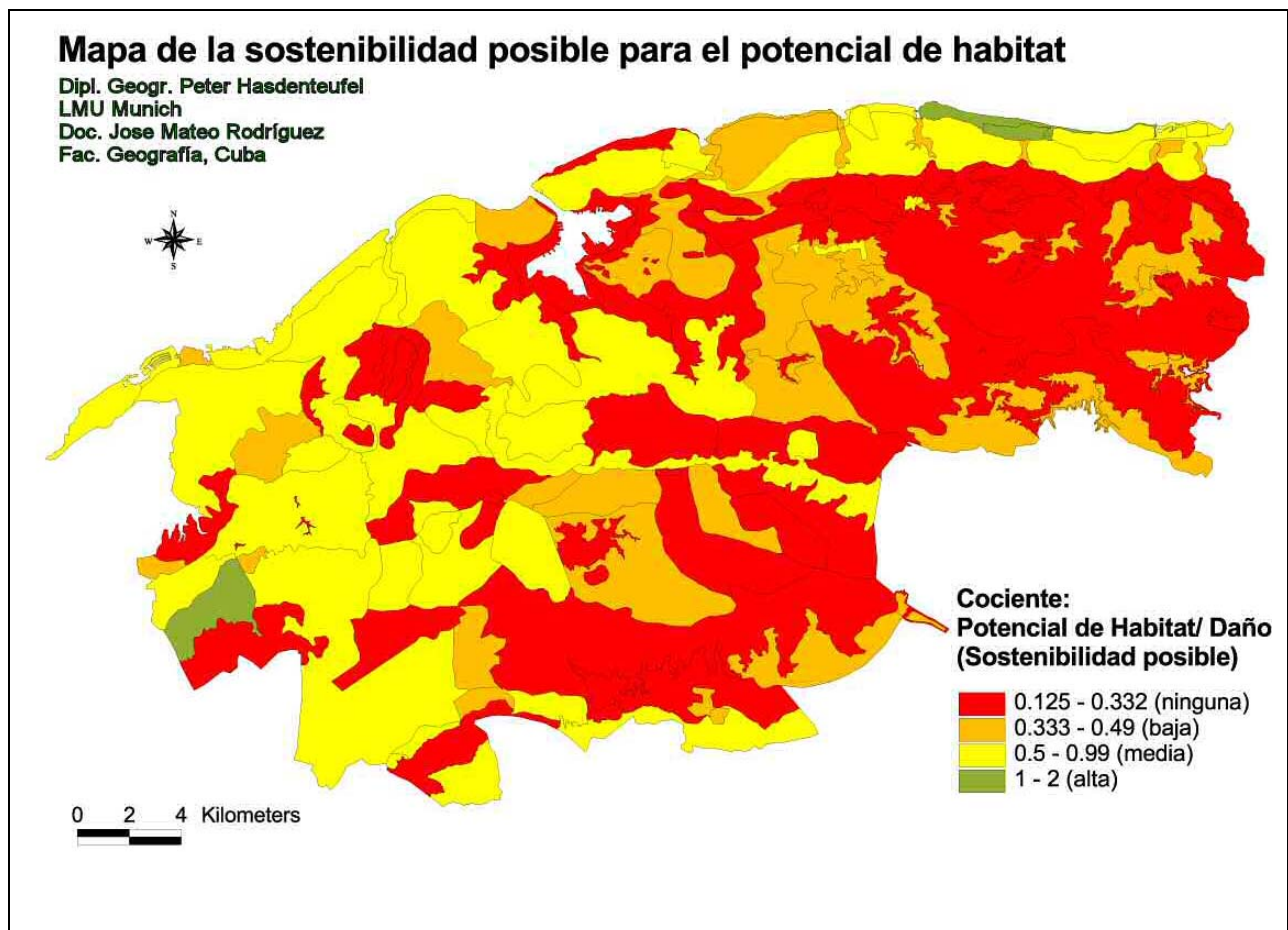 Mapa de la sostenibilidad posible para el potencial de habitat
Dipl. Geogr. Peter Hasdenteufel
LMU Munich
Doc. Jose Mateo Rodríguez
Fac. Geografía, Cuba
N
W E
S
Cociente:
Potencial de Habitat/ Daño
(Sostenibilidad posible)
0.125 - 0.332 (ninguna)
0.333 - 0.49 (baja)
0.5 - 0.99 (media)
1 - 2 (alta)
0 2 4 Kilometers